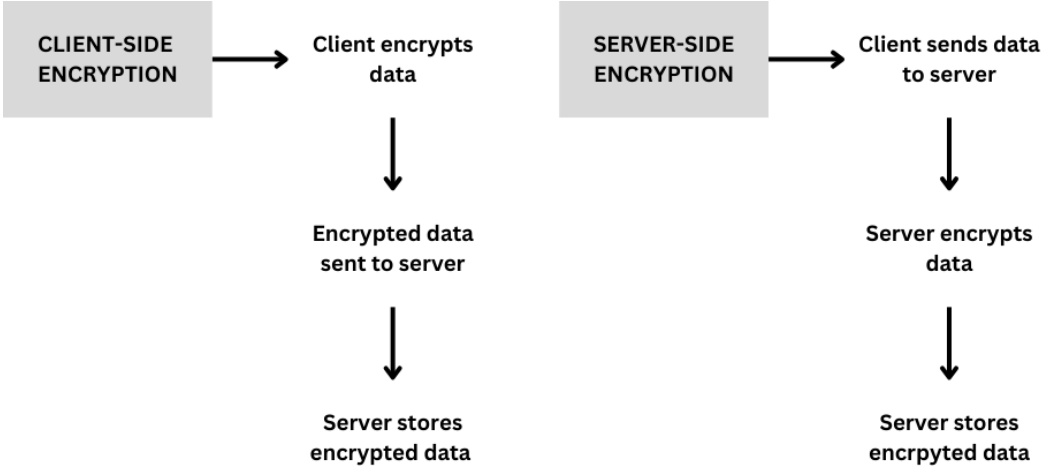 CLIENT-SIDE
ENCRYPTION
Client encrypts
data
Encrypted data
sent to server
Server stores
encrypted data
SERVER-SIDE
ENCRYPTION
Client sends data
to server
Server encrypts
data
Server stores
encrpyted data